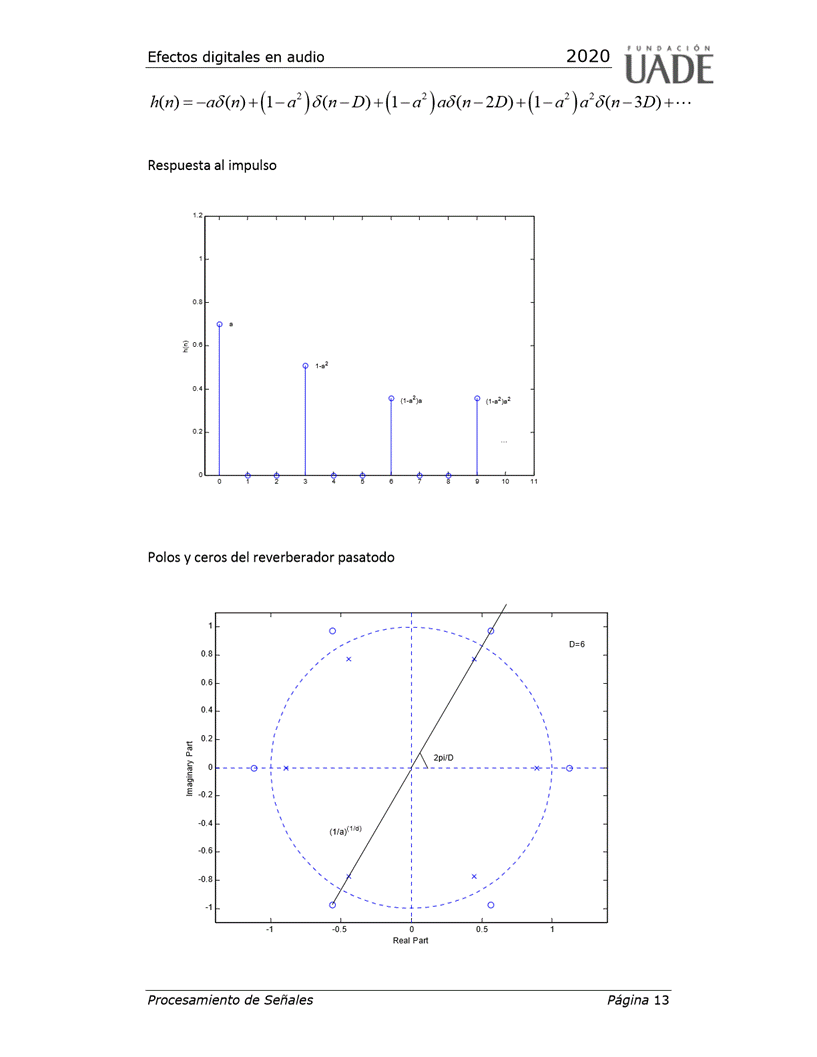 Efectos digitales en audio 2020 FUNDACIÓN UADE
h(n) = −aδ(n) + (1 − a²) δ(n − D) + (1 − a²) aδ(n − 2D) + (1 − a²) a²δ(n − 3D) + ⋯
Respuesta al impulso
1.2
1
0.8
0.6
0.4
0.2
0
h(n)
a
1-a²
(1-a²)a
(1-a²)a²
...
0 1 2 3 4 5 6 7 8 9 10 11
Polos y ceros del reverberador pasatodo
1
0.8
0.6
0.4
0.2
0
-0.2
-0.4
-0.6
-0.8
-1
Imaginary Part
D=6
2pi/D
(1/a)^(1/d)
-1 -0.5 0 0.5 1
Real Part
Procesamiento de Señales Página 13